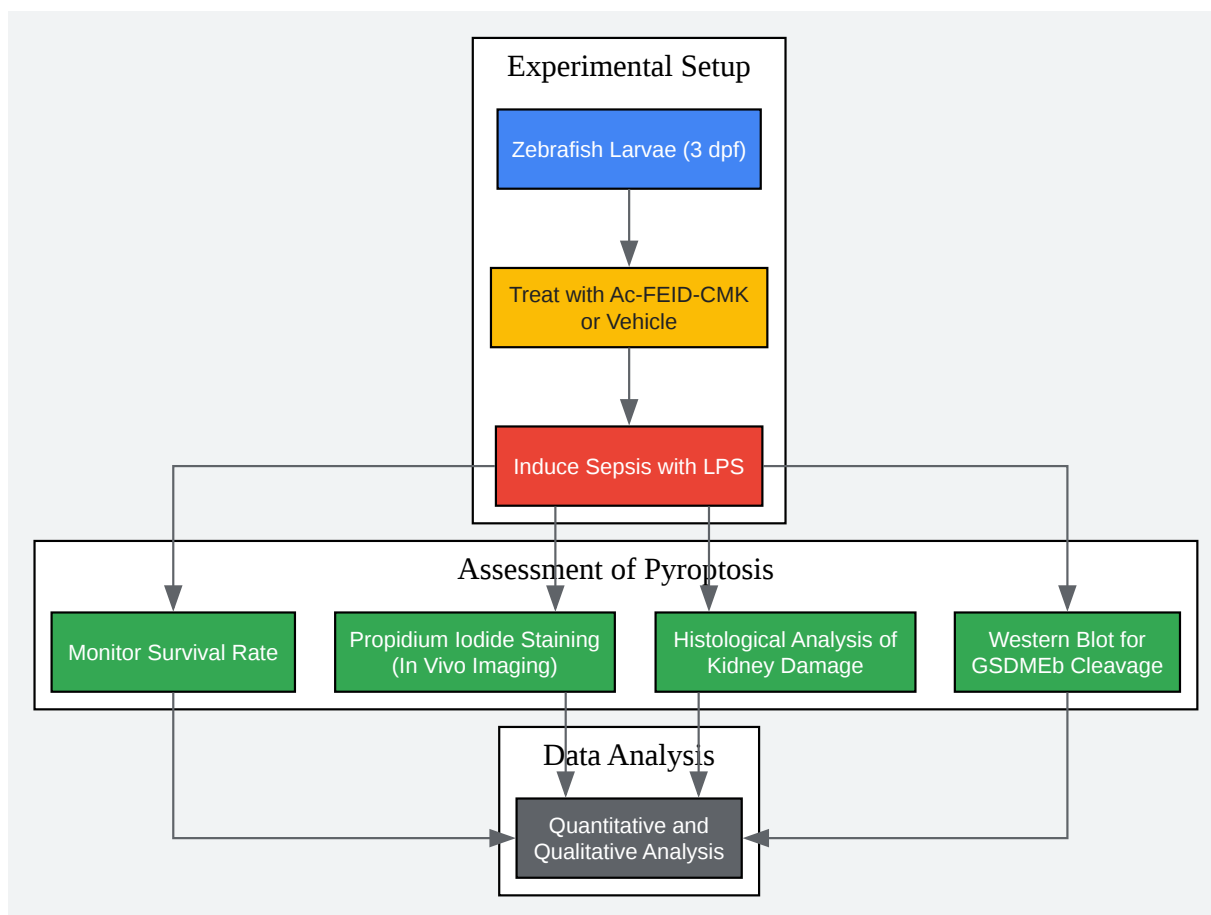 Experimental Setup
Zebrafish Larvae (3 dpf)
Treat with Ac-FEID-CMK
or Vehicle
Induce Sepsis with LPS
Assessment of Pyroptosis
Monitor Survival Rate
Propidium Iodide Staining
(In Vivo Imaging)
Histological Analysis of
Kidney Damage
Western Blot for
GSDMEb Cleavage
Data Analysis
Quantitative and
Qualitative Analysis